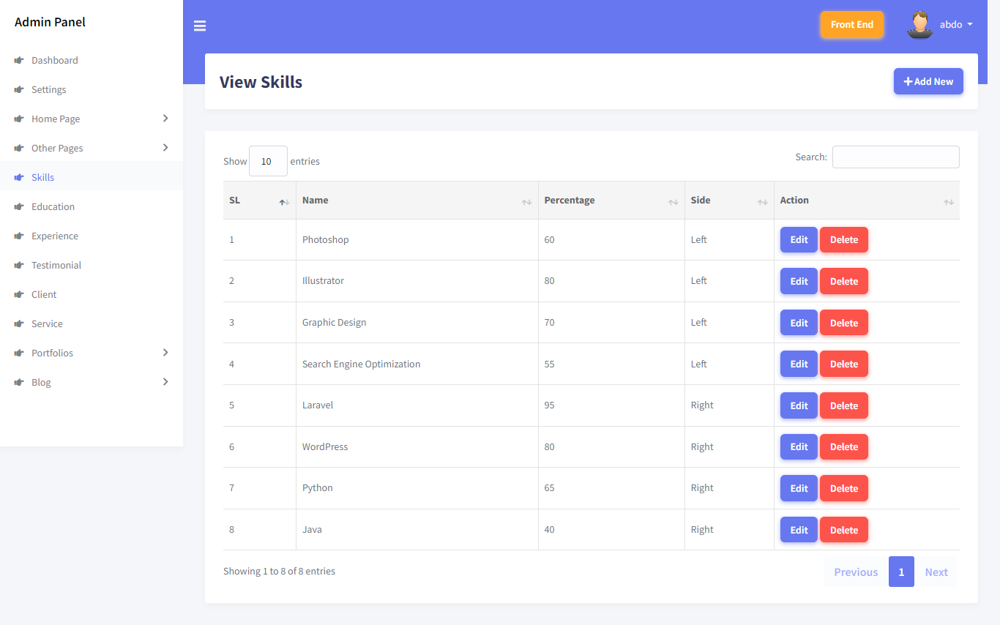 Admin Panel
Front End
abdo
Dashboard
Settings
Home Page
Other Pages
Skills
Education
Experience
Testimonial
Client
Service
Portfolios
Blog
View Skills
Add New
Show 10 entries
Search:
SL Name Percentage Side Action
1 Photoshop 60 Left Edit Delete
2 Illustrator 80 Left Edit Delete
3 Graphic Design 70 Left Edit Delete
4 Search Engine Optimization 55 Left Edit Delete
5 Laravel 95 Right Edit Delete
6 WordPress 80 Right Edit Delete
7 Python 65 Right Edit Delete
8 Java 40 Right Edit Delete
Showing 1 to 8 of 8 entries
Previous 1 Next